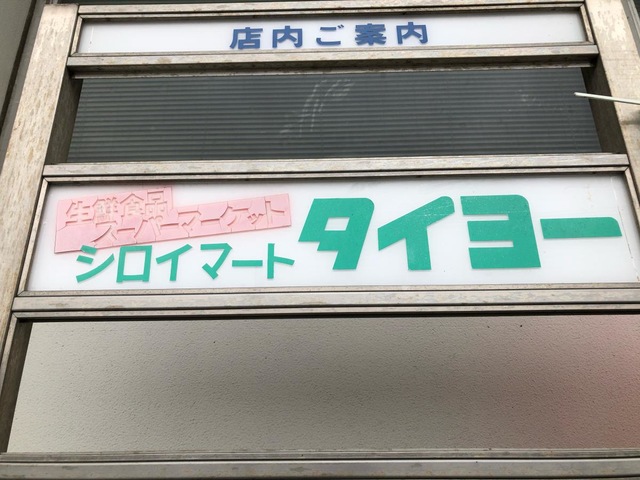 店内ご案内
生鮮食品
スーパーマーケット
シロイマート
タイヨー